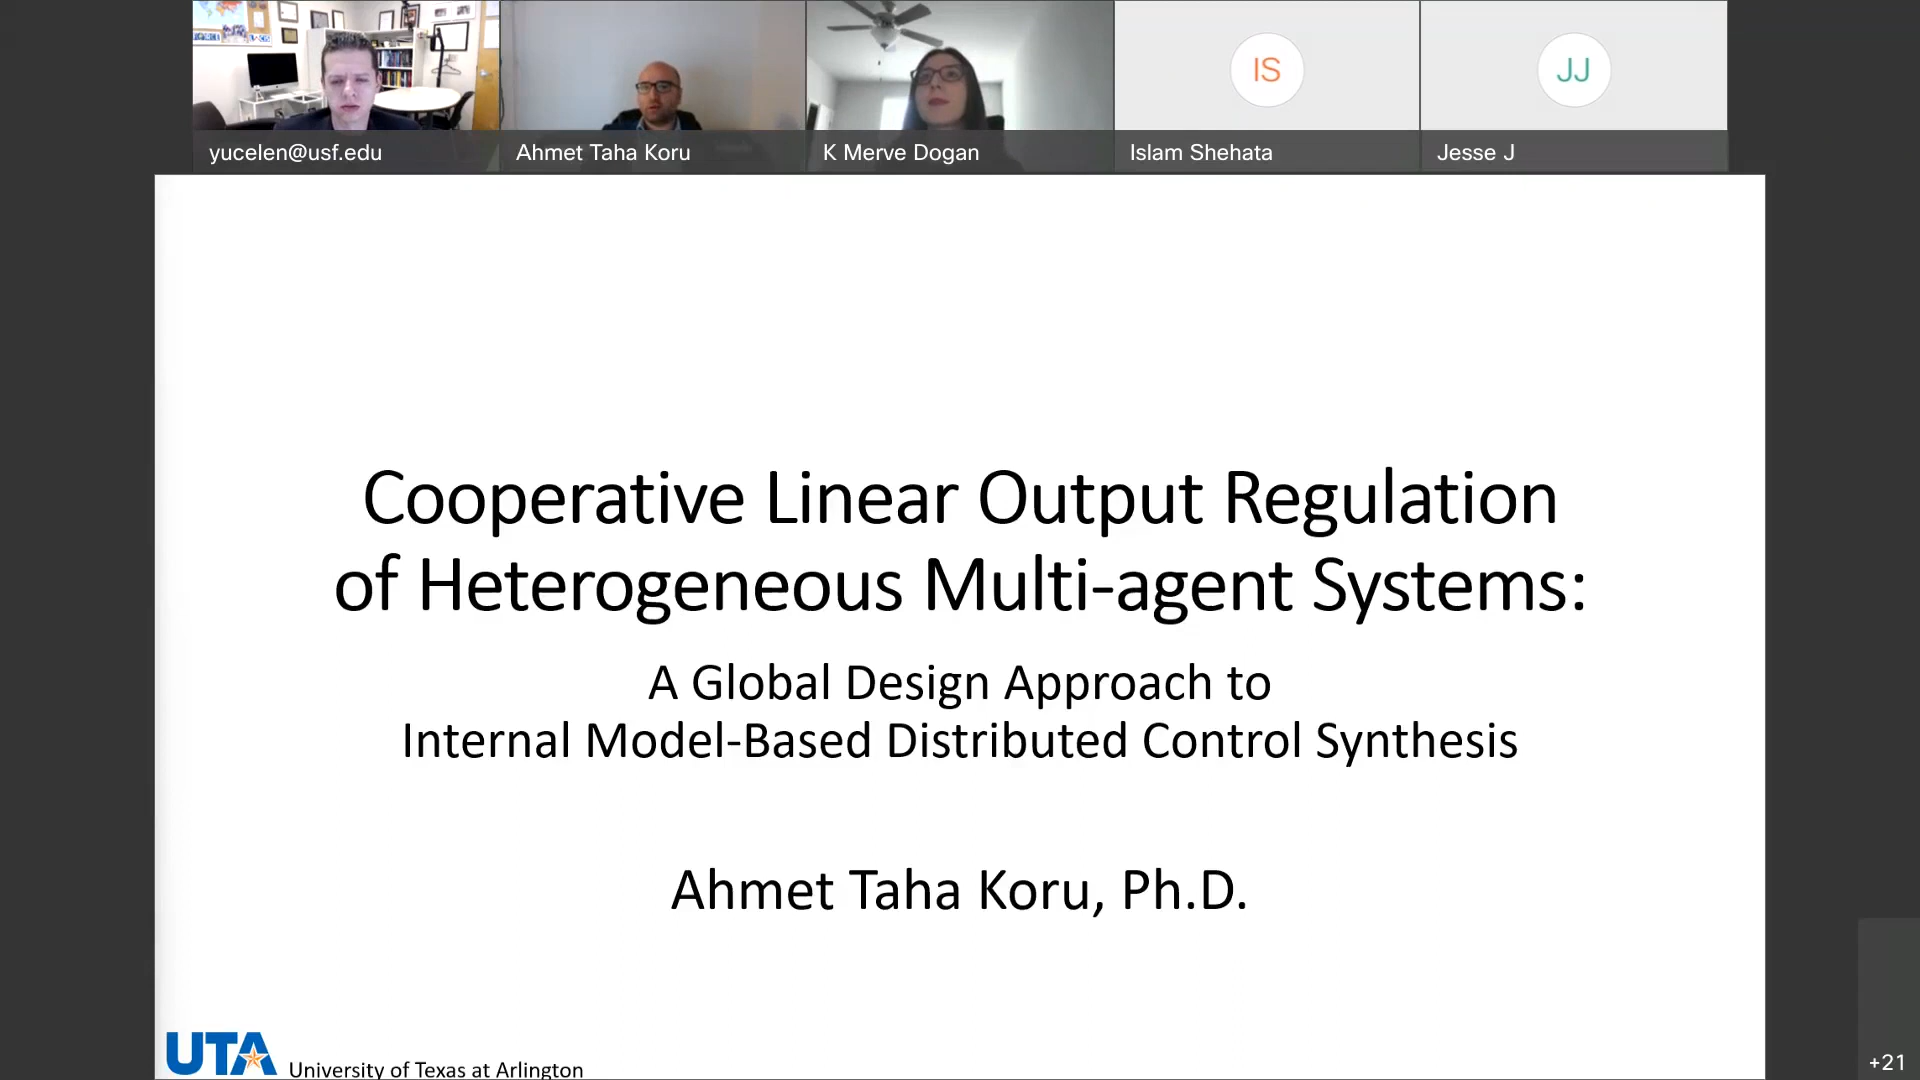 yucelen@usf.edu
Ahmet Taha Koru
K Merve Dogan
IS
Islam Shehata
JJ
Jesse J
Cooperative Linear Output Regulation
of Heterogeneous Multi-agent Systems:
A Global Design Approach to
Internal Model-Based Distributed Control Synthesis
Ahmet Taha Koru, Ph.D.
UTA
University of Texas at Arlington
+21